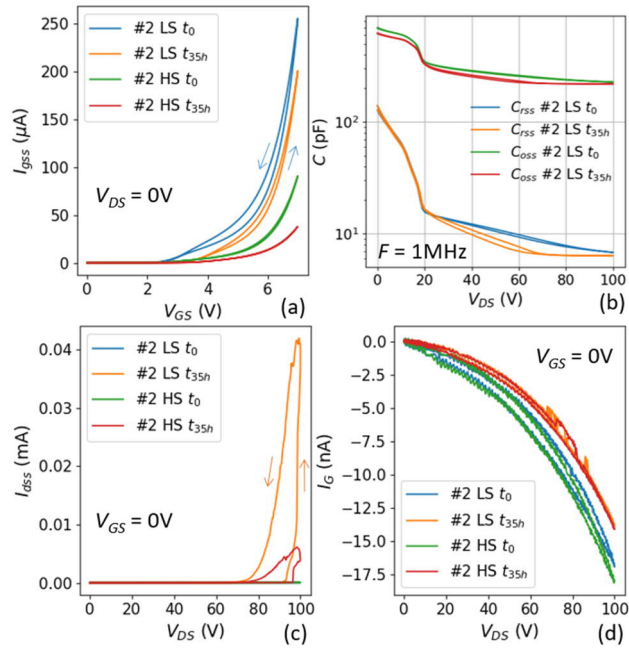 #2 LS t0
#2 LS t35h
#2 HS t0
#2 HS t35h
VDS = 0V
Igss (μA)
250
200
150
100
50
0
0 2 4 6
VGS (V)
(a)
C (pF)
10^2
10^1
Crss #2 LS t0
Crss #2 LS t35h
Coss #2 LS t0
Coss #2 LS t35h
F = 1MHz
0 20 40 60 80 100
VDS (V)
(b)
#2 LS t0
#2 LS t35h
#2 HS t0
#2 HS t35h
VGS = 0V
Idss (mA)
0.04
0.03
0.02
0.01
0.00
0 20 40 60 80 100
VDS (V)
(c)
VGS = 0V
IG (nA)
0.0
−2.5
−5.0
−7.5
−10.0
−12.5
−15.0
−17.5
#2 LS t0
#2 LS t35h
#2 HS t0
#2 HS t35h
0 20 40 60 80 100
VDS (V)
(d)